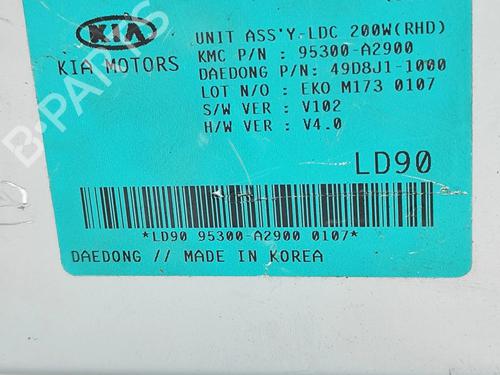 KIA
KIA MOTORS
UNIT ASS'Y-LDC 200W(RHD)
KMC P/N : 95300-A2900
DAEDONG P/N: 49D8J1-1000
LOT N/O : EKO M173 0107
S/W VER : V102
H/W VER : V4.0
LD90
*LD90 95300-A2900 0107*
DAEDONG // MADE IN KOREA
B-PARTS